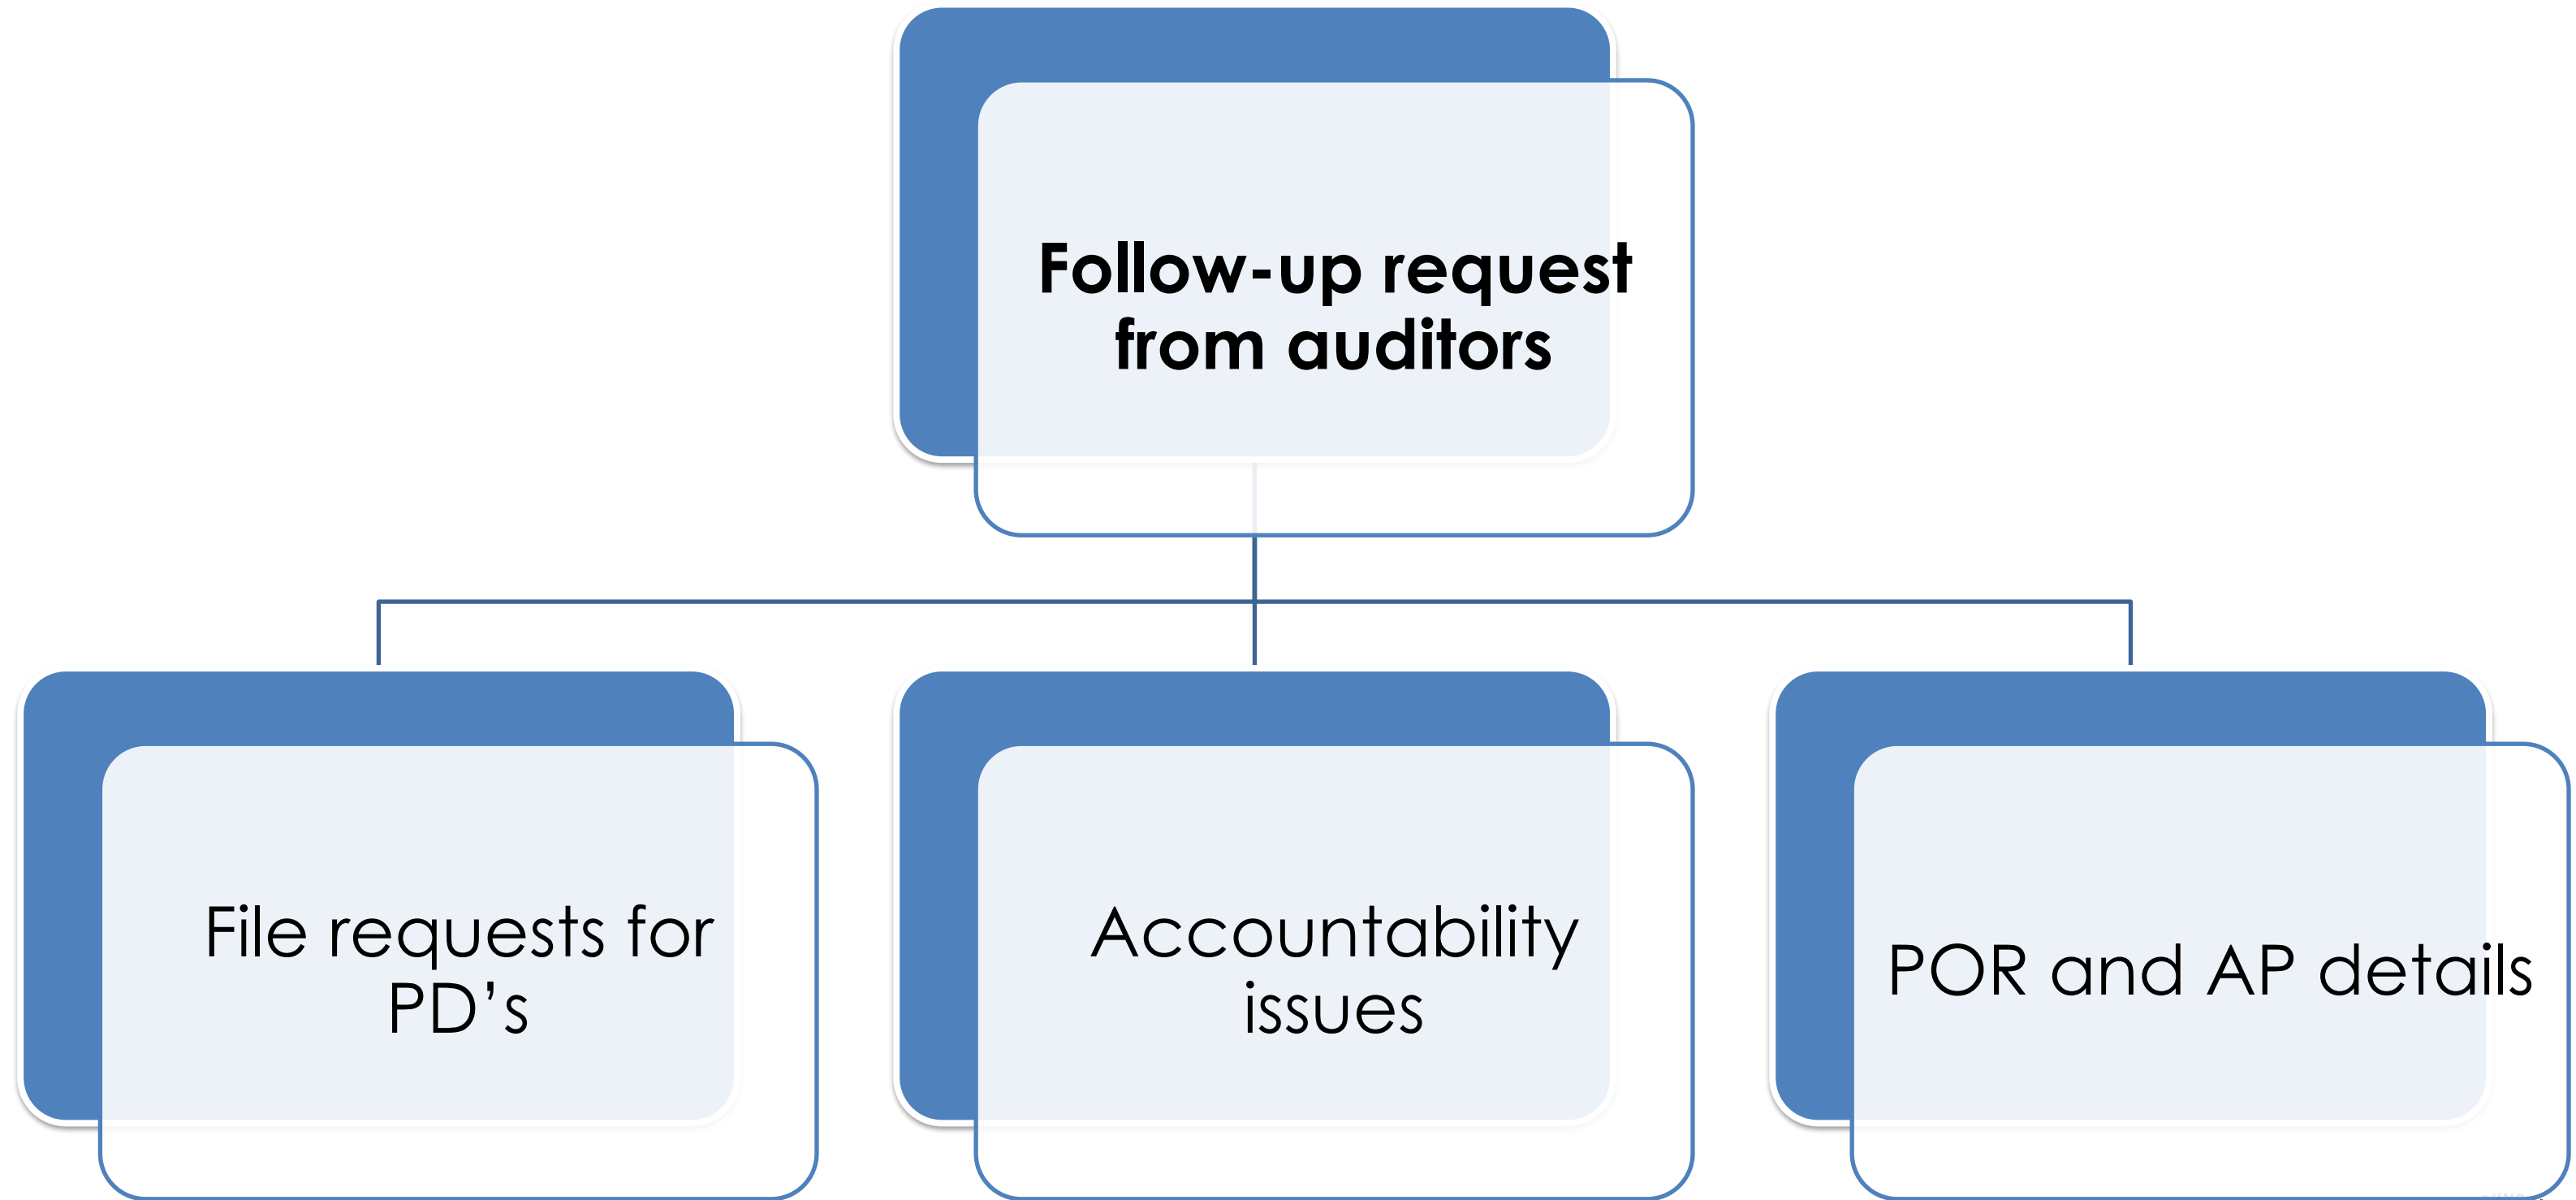 Follow-up request
from auditors
File requests for
PD’s
Accountability
issues
POR and AP details